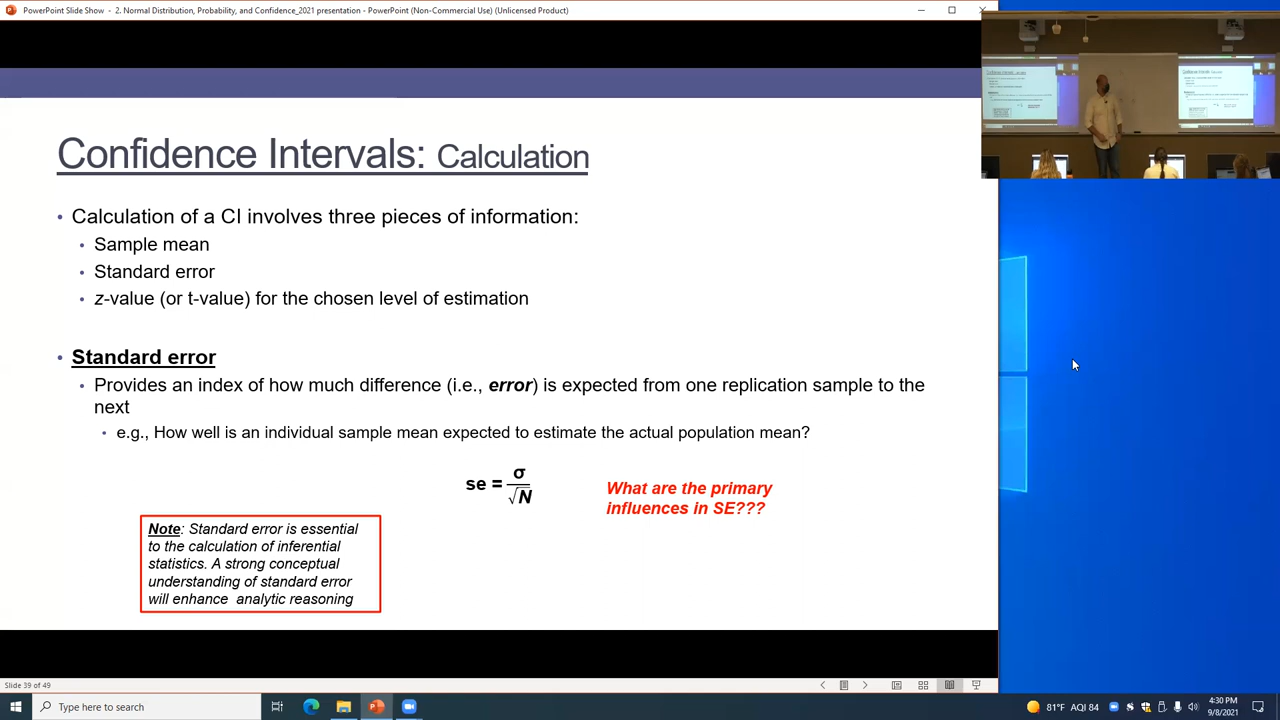 PowerPoint Slide Show - 2. Normal Distribution, Probability, and Confidence_2021 presentation - PowerPoint (Non-Commercial Use) (Unlicensed Product)
Confidence Intervals: Calculation
• Calculation of a CI involves three pieces of information:
• Sample mean
• Standard error
• z-value (or t-value) for the chosen level of estimation
• Standard error
• Provides an index of how much difference (i.e., error) is expected from one replication sample to the
next
• e.g., How well is an individual sample mean expected to estimate the actual population mean?
se = σ/√N
What are the primary
influences in SE???
Note: Standard error is essential
to the calculation of inferential
statistics. A strong conceptual
understanding of standard error
will enhance analytic reasoning
Slide 39 of 49
Type here to search
81°F AQI 84
4:30 PM
9/8/2021